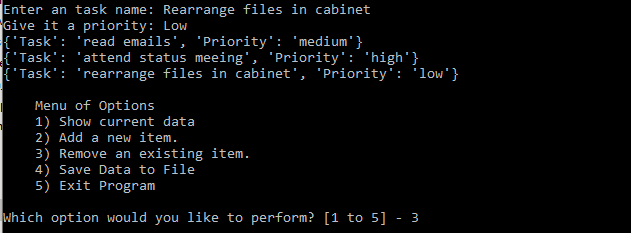 Enter an task name: Rearrange files in cabinet
Give it a priority: Low
{'Task': 'read emails', 'Priority': 'medium'}
{'Task': 'attend status meeing', 'Priority': 'high'}
{'Task': 'rearrange files in cabinet', 'Priority': 'low'}
Menu of Options
1) Show current data
2) Add a new item.
3) Remove an existing item.
4) Save Data to File
5) Exit Program
Which option would you like to perform? [1 to 5] - 3